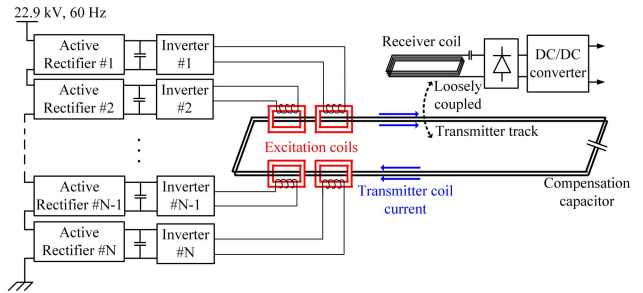 22.9 kV, 60 Hz
Active
Rectifier #1
Inverter
#1
Active
Rectifier #2
Inverter
#2
Active
Rectifier #N-1
Inverter
#N-1
Active
Rectifier #N
Inverter
#N
Excitation coils
Receiver coil
Loosely
coupled
DC/DC
converter
Transmitter track
Transmitter coil
current
Compensation
capacitor